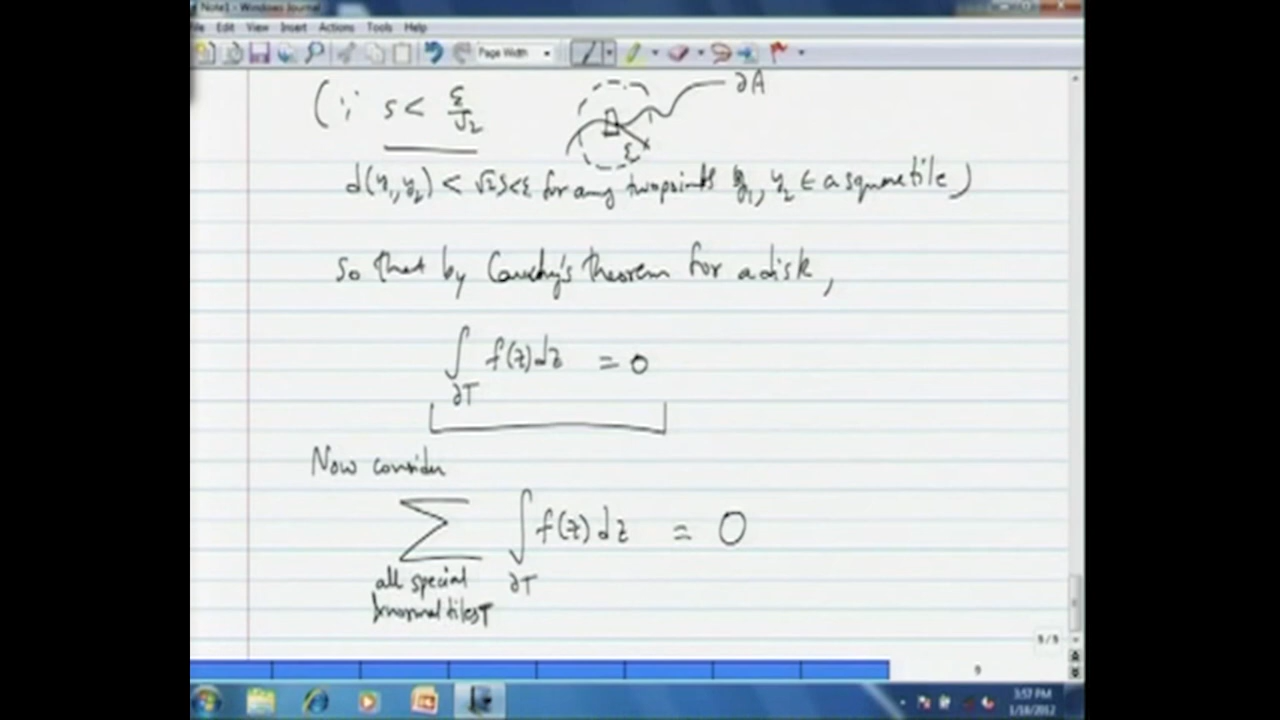 Note1 - Windows Journal
Edit View Insert Actions Tools Help
Page Width
(∵ s < ε/√2
∂A
ε
d(y₁, y₂) < √2 s < ε for any two points y₁, y₂ ∈ a square tile)
So that by Cauchy's theorem for a disk,
∫ f(z)dz = 0
∂T
Now consider
∑ ∫ f(z) dz = 0
all special ∂T
normal tiles T
5/5
9
3:57 PM
1/18/2012